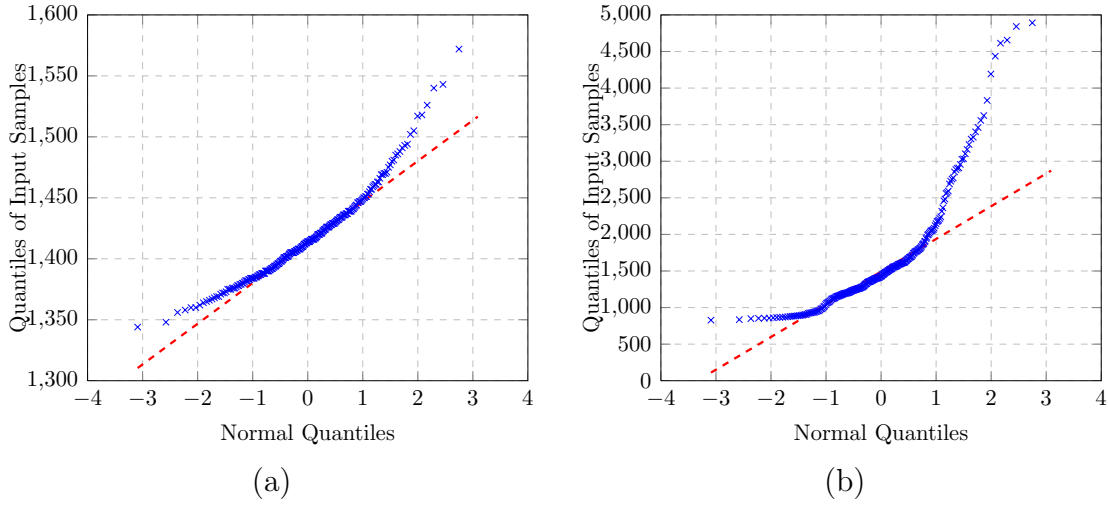 1,600
1,550
1,500
1,450
1,400
1,350
1,300
Quantiles of Input Samples
−4 −3 −2 −1 0 1 2 3 4
Normal Quantiles
(a)
5,000
4,500
4,000
3,500
3,000
2,500
2,000
1,500
1,000
500
0
Quantiles of Input Samples
−4 −3 −2 −1 0 1 2 3 4
Normal Quantiles
(b)